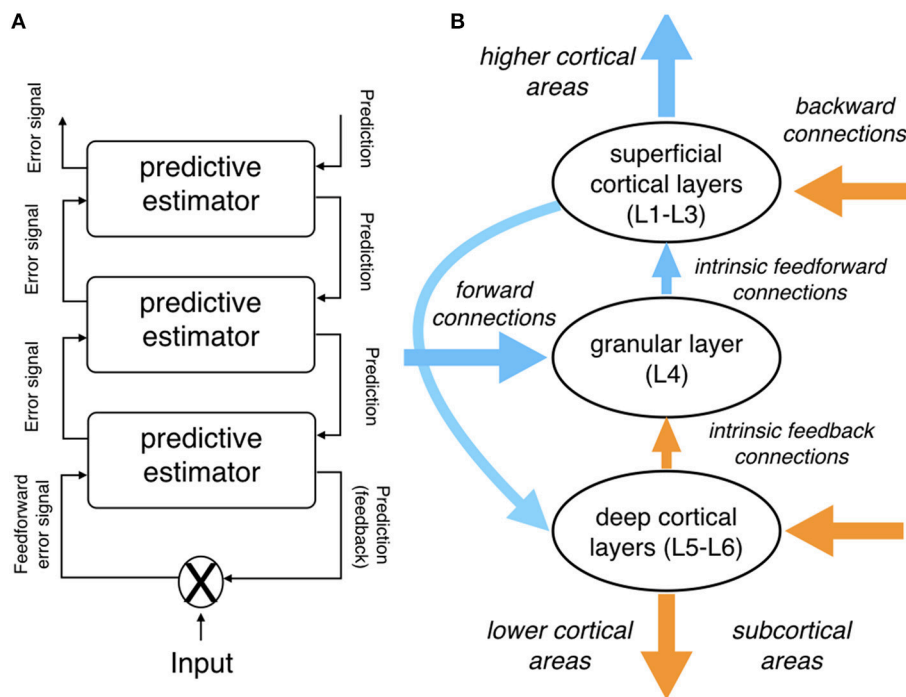 A
Error signal
Prediction
predictive
estimator
Error signal
Prediction
predictive
estimator
Error signal
Prediction
predictive
estimator
Feedforward
error signal
Prediction
(feedback)
X
Input
B
higher cortical
areas
backward
connections
superficial
cortical layers
(L1-L3)
forward
connections
intrinsic feedforward
connections
granular layer
(L4)
intrinsic feedback
connections
deep cortical
layers (L5-L6)
lower cortical
areas
subcortical
areas